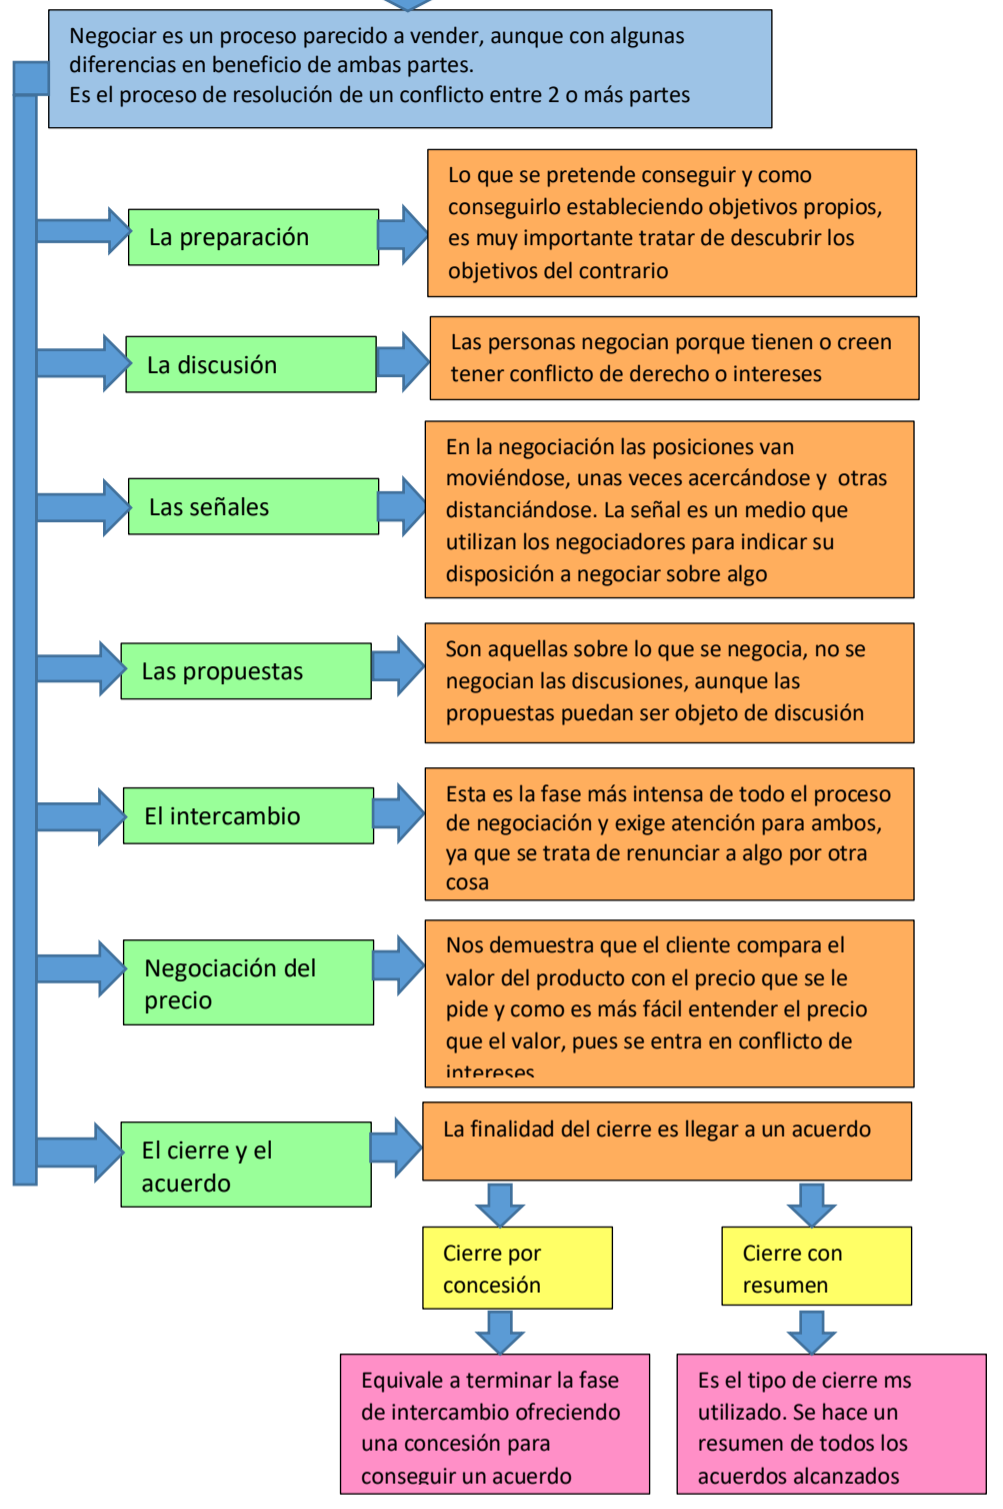 Negociar es un proceso parecido a vender, aunque con algunas
diferencias en beneficio de ambas partes.
Es el proceso de resolución de un conflicto entre 2 o más partes
La preparación
Lo que se pretende conseguir y como
conseguirlo estableciendo objetivos propios,
es muy importante tratar de descubrir los
objetivos del contrario
La discusión
Las personas negocian porque tienen o creen
tener conflicto de derecho o intereses
Las señales
En la negociación las posiciones van
moviéndose, unas veces acercándose y  otras
distanciándose. La señal es un medio que
utilizan los negociadores para indicar su
disposición a negociar sobre algo
Las propuestas
Son aquellas sobre lo que se negocia, no se
negocian las discusiones, aunque las
propuestas puedan ser objeto de discusión
El intercambio
Esta es la fase más intensa de todo el proceso
de negociación y exige atención para ambos,
ya que se trata de renunciar a algo por otra
cosa
Negociación del
precio
Nos demuestra que el cliente compara el
valor del producto con el precio que se le
pide y como es más fácil entender el precio
que el valor, pues se entra en conflicto de
intereses
El cierre y el
acuerdo
La finalidad del cierre es llegar a un acuerdo
Cierre por
concesión
Cierre con
resumen
Equivale a terminar la fase
de intercambio ofreciendo
una concesión para
conseguir un acuerdo
Es el tipo de cierre ms
utilizado. Se hace un
resumen de todos los
acuerdos alcanzados